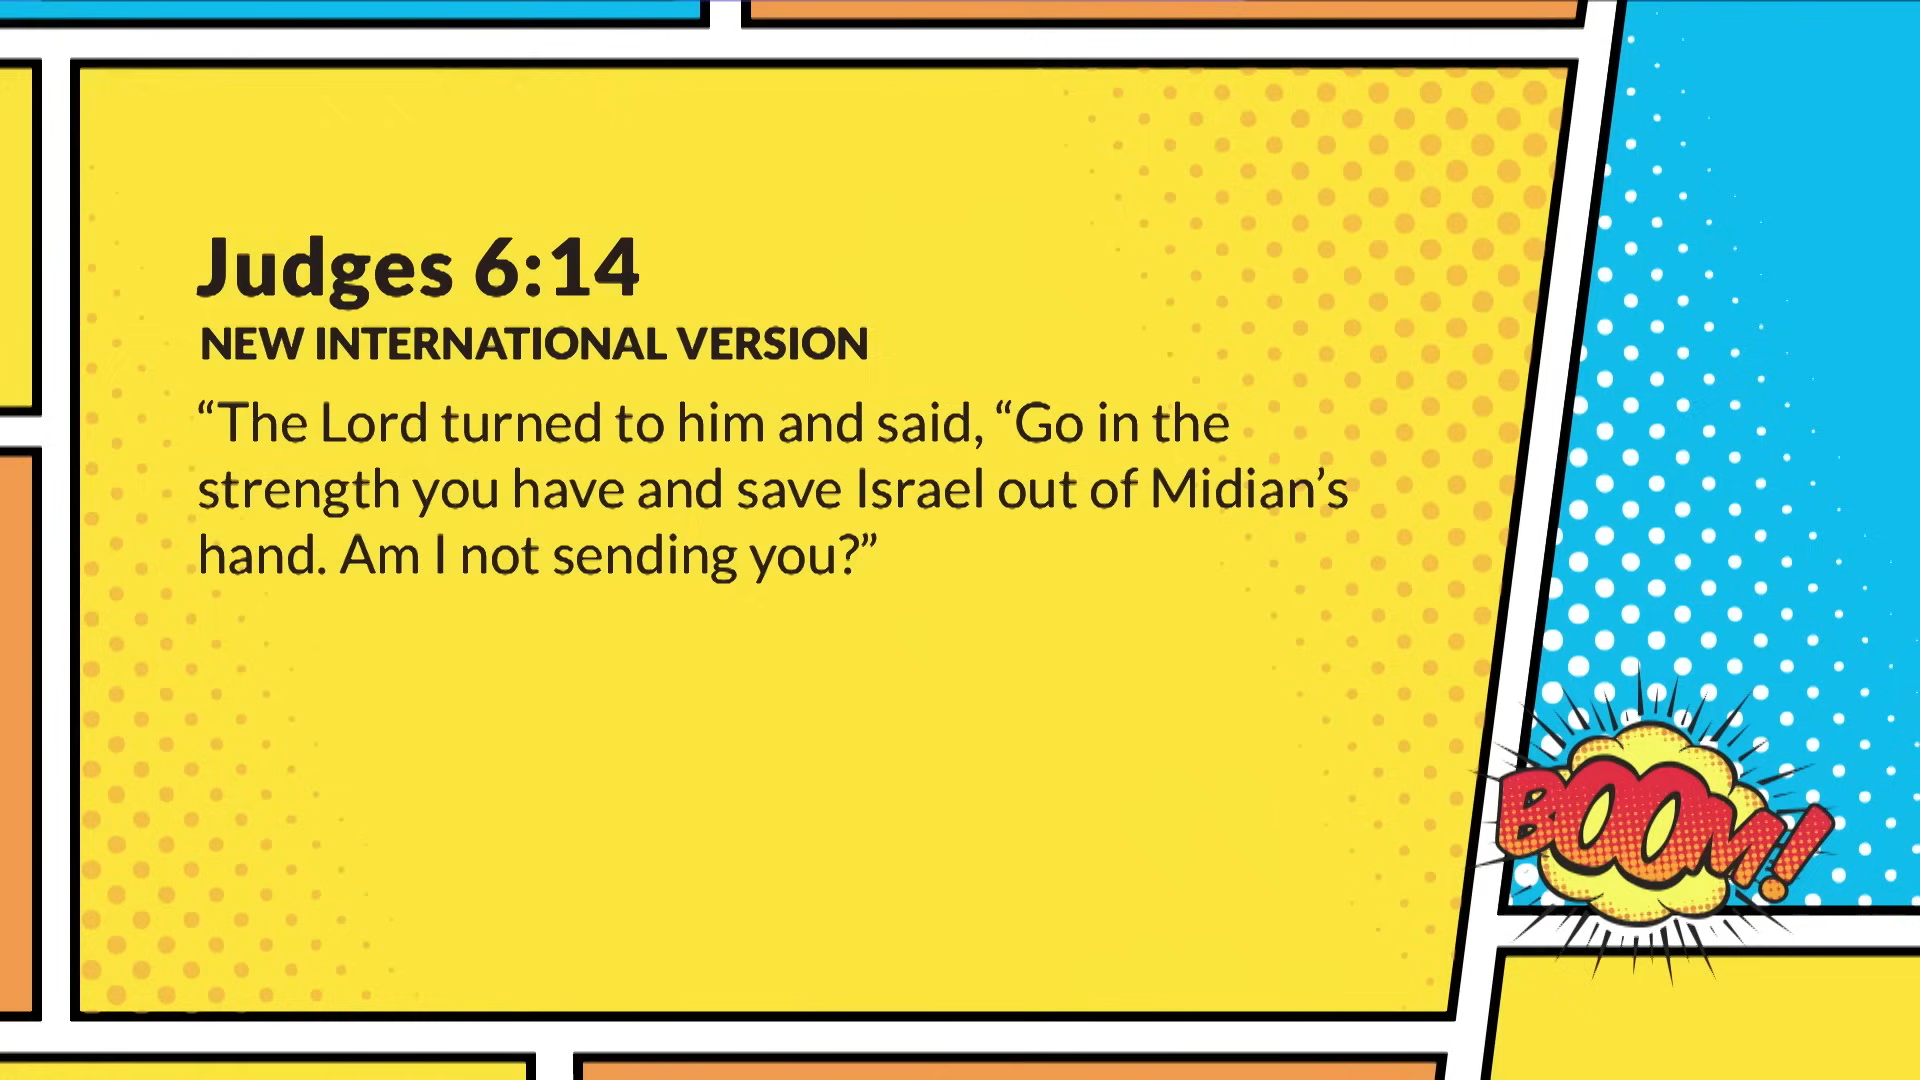 Judges 6:14
NEW INTERNATIONAL VERSION
“The Lord turned to him and said, “Go in the
strength you have and save Israel out of Midian’s
hand. Am I not sending you?”
BOOM!